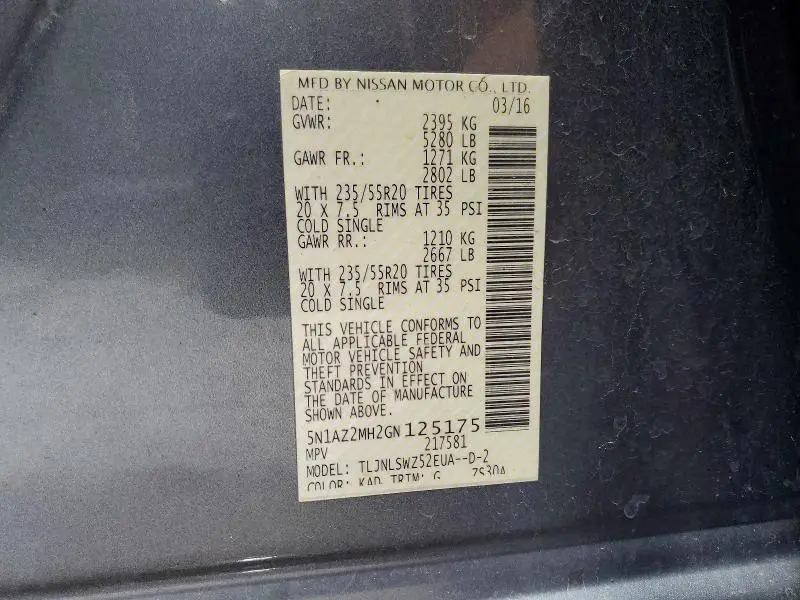 MFD BY NISSAN MOTOR CO., LTD.
DATE: 03/16
GVWR: 2395 KG
5280 LB
GAWR FR.: 1271 KG
2802 LB
WITH 235/55R20 TIRES
20 X 7.5 RIMS AT 35 PSI
COLD SINGLE
GAWR RR.: 1210 KG
2667 LB
WITH 235/55R20 TIRES
20 X 7.5 RIMS AT 35 PSI
COLD SINGLE
THIS VEHICLE CONFORMS TO
ALL APPLICABLE FEDERAL
MOTOR VEHICLE SAFETY AND
THEFT PREVENTION
STANDARDS IN EFFECT ON
THE DATE OF MANUFACTURE
SHOWN ABOVE.
5N1AZ2MH2GN125175
MPV 217581
MODEL: TLJNLSWZ52EUA--D-2
COLOR: KAD TRIM: G ZS30A